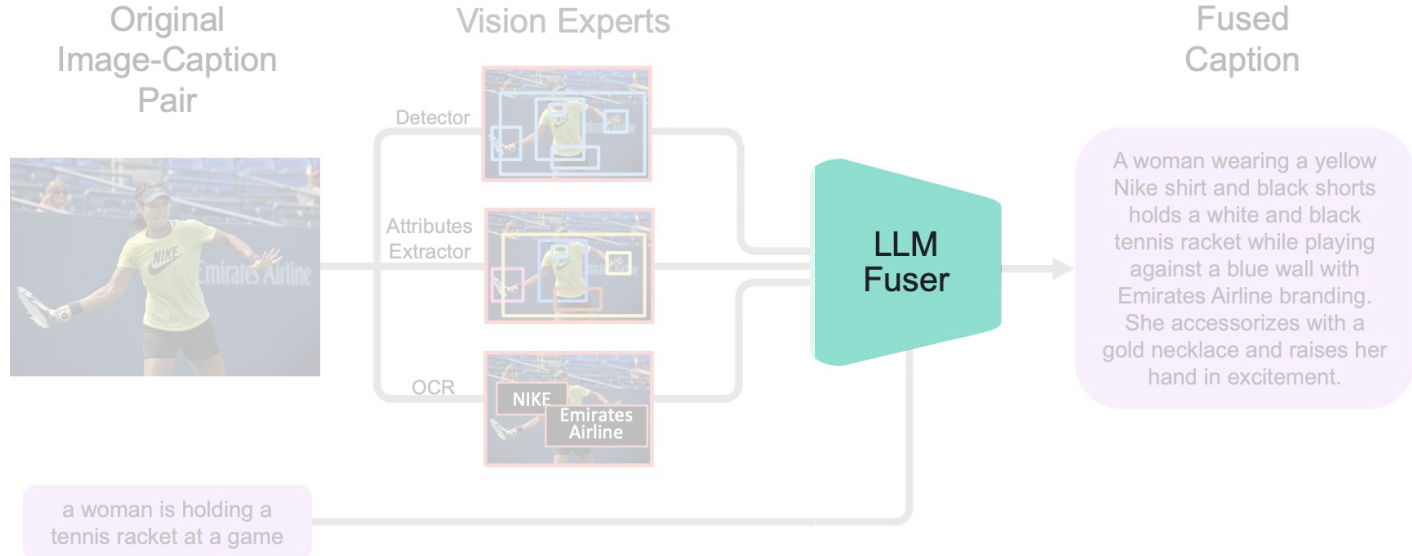 Original
Image-Caption
Pair
Vision Experts
Fused
Caption
Detector
Attributes
Extractor
OCR
NIKE
Emirates Airline
NIKE
Emirates
Airline
LLM
Fuser
A woman wearing a yellow
Nike shirt and black shorts
holds a white and black
tennis racket while playing
against a blue wall with
Emirates Airline branding.
She accessorizes with a
gold necklace and raises her
hand in excitement.
a woman is holding a
tennis racket at a game